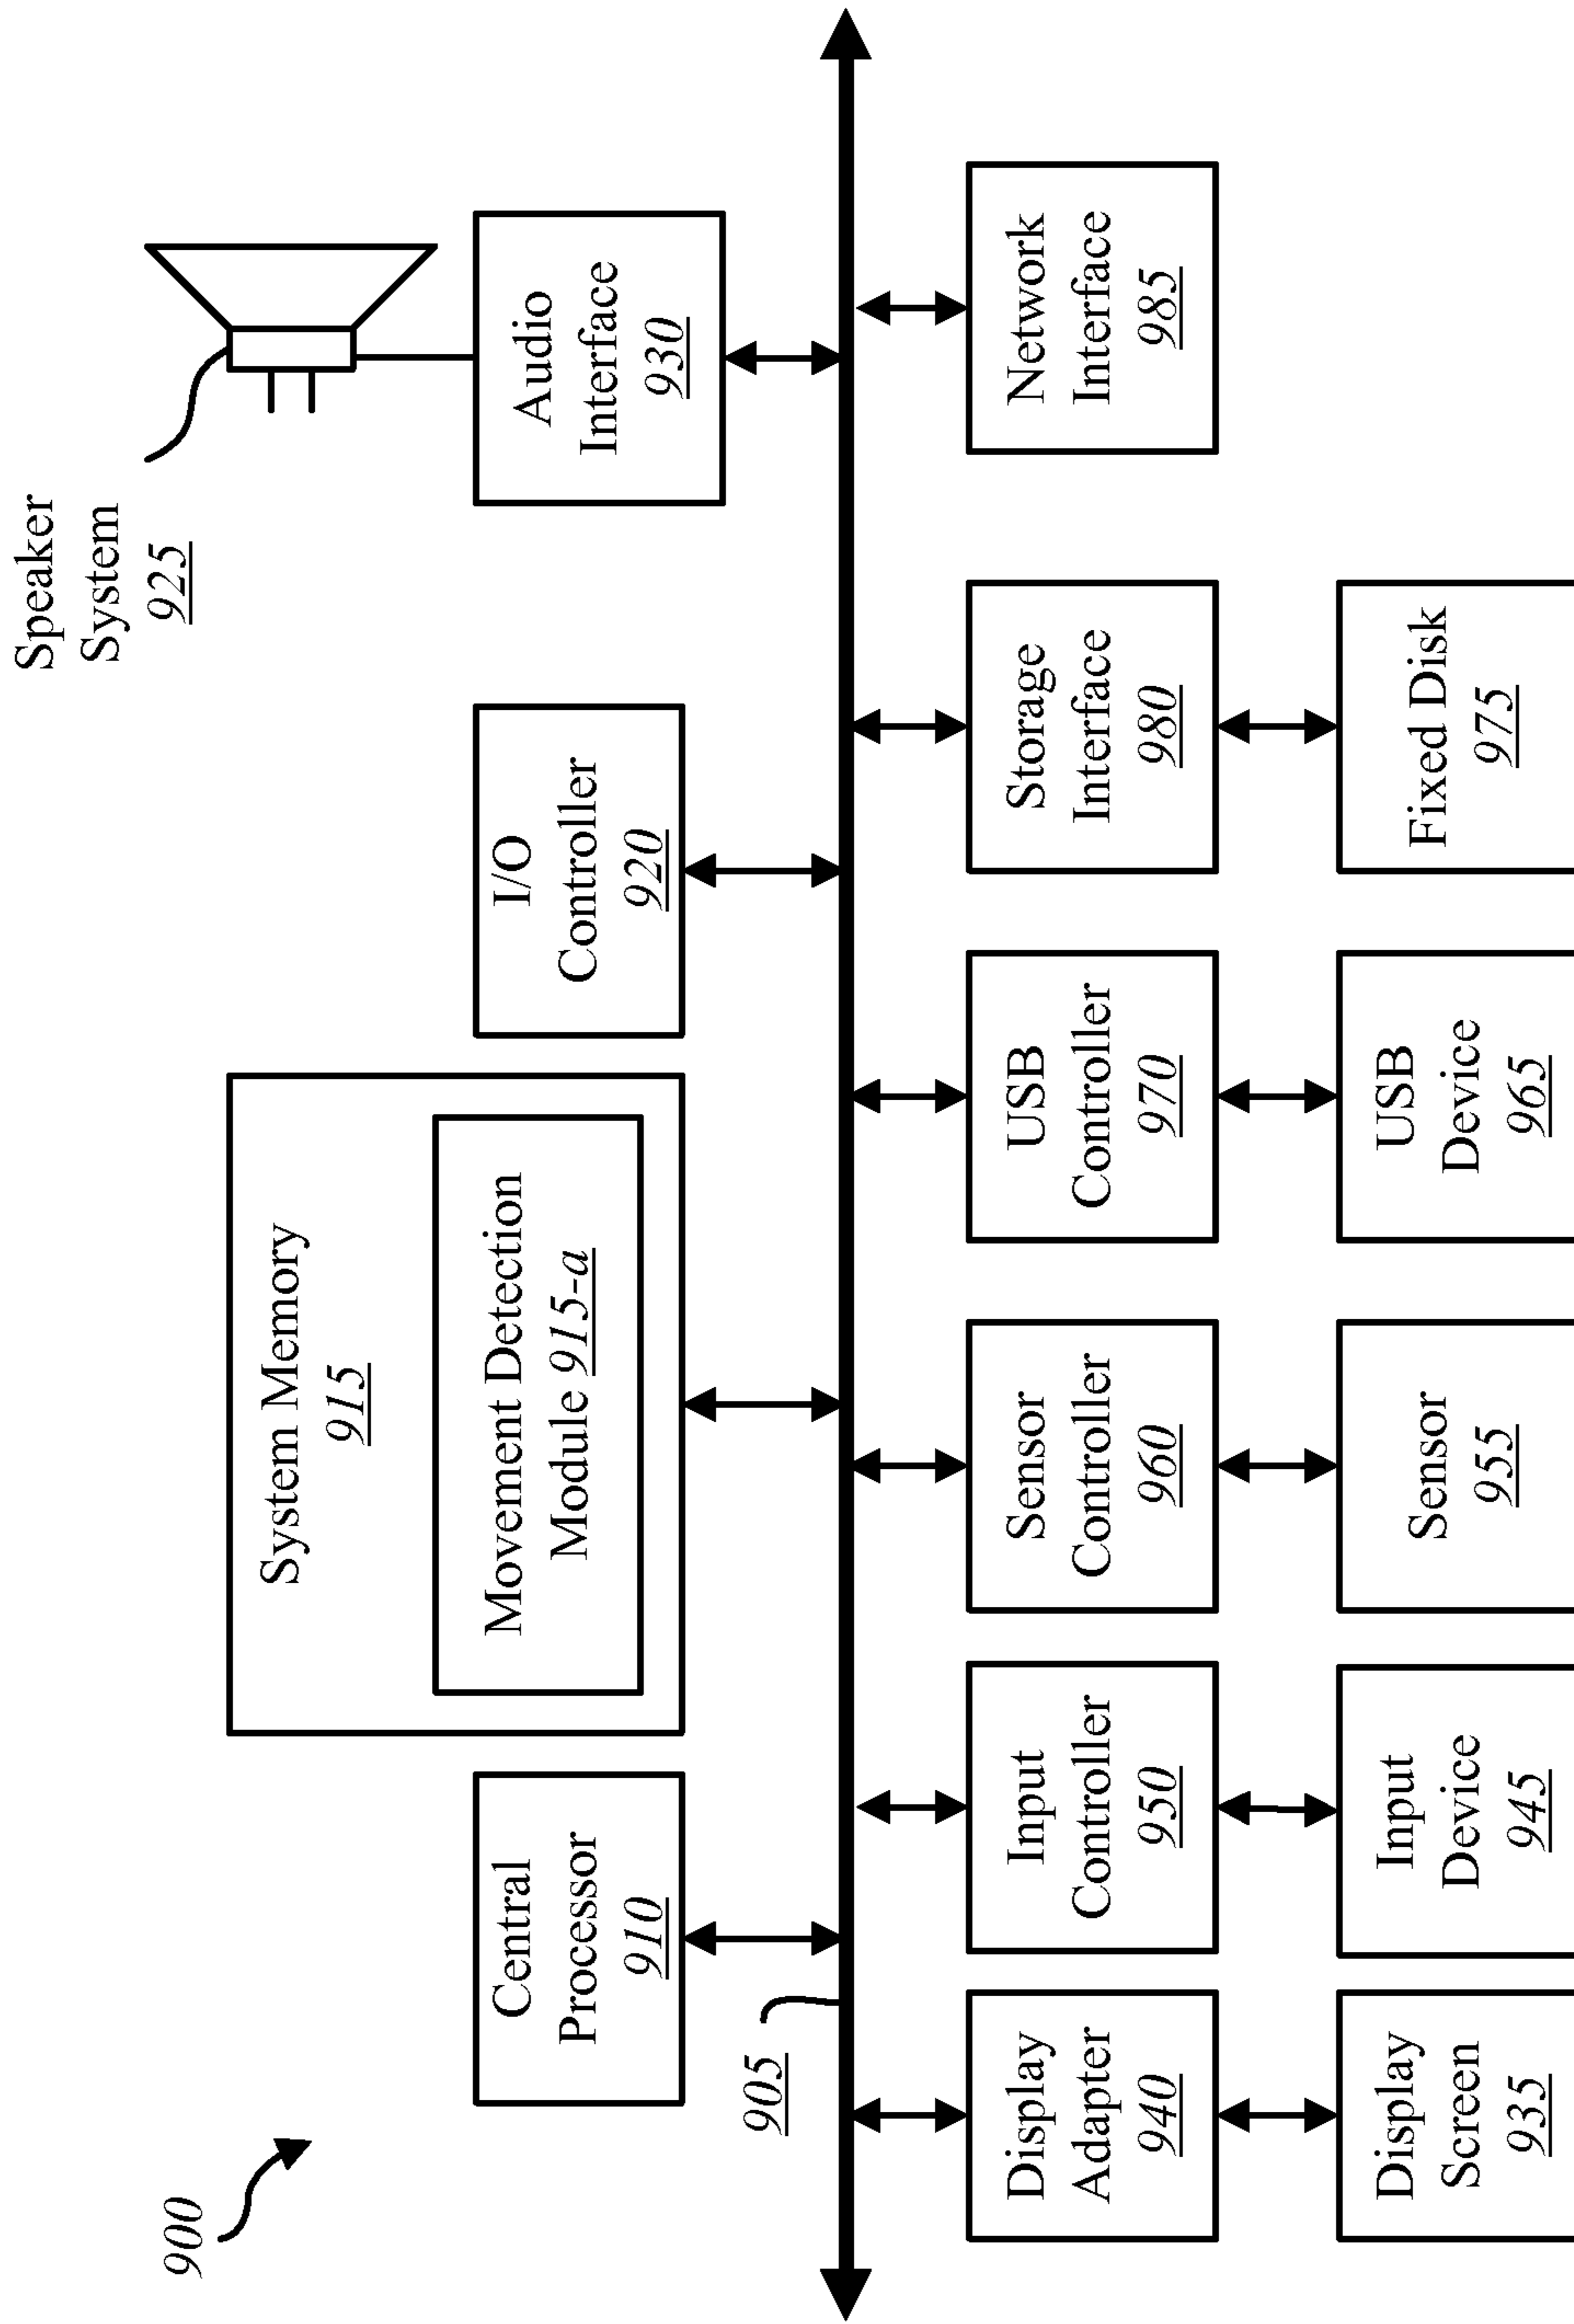 900
Speaker
System
925
Central
Processor
910
System Memory
915
Movement Detection
Module 915-a
I/O
Controller
920
Audio
Interface
930
905
Display
Adapter
940
Input
Controller
950
Sensor
Controller
960
USB
Controller
970
Storage
Interface
980
Network
Interface
985
Display
Screen
935
Input
Device
945
Sensor
955
USB
Device
965
Fixed Disk
975